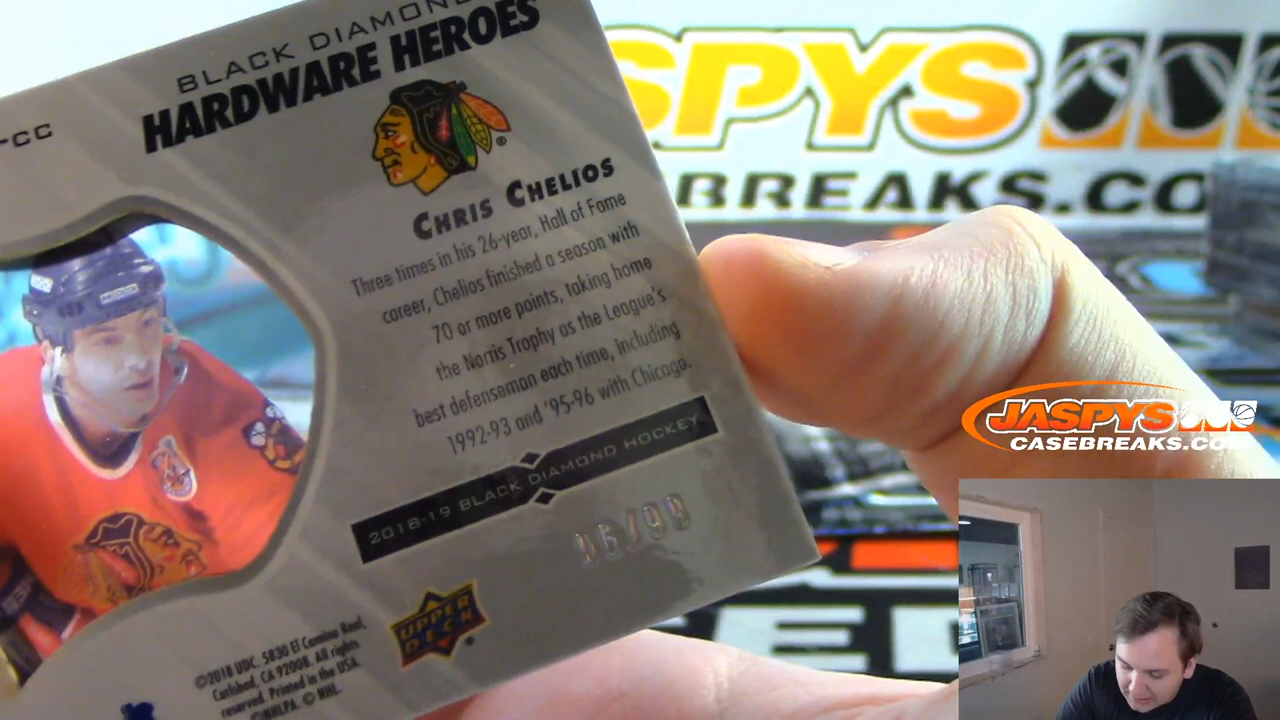 BLACK DIAMOND
HARDWARE HEROES
-CC
CHRIS CHELIOS
Three times in his 26-year, Hall of Fame
career, Chelios finished a season with
70 or more points, taking home
the Norris Trophy as the League's
best defenseman each time, including
1992-93 and '95-96 with Chicago.
2018-19 BLACK DIAMOND HOCKEY
/99
UPPER
DECK
©2018 UDC. 5830 El Camino Real,
Carlsbad, CA 92008. All rights
reserved. Printed in the USA.
©NHLPA. © NHL.
SPYS
SEBREAKS.CO
JASPYS
CASEBREAKS.CO